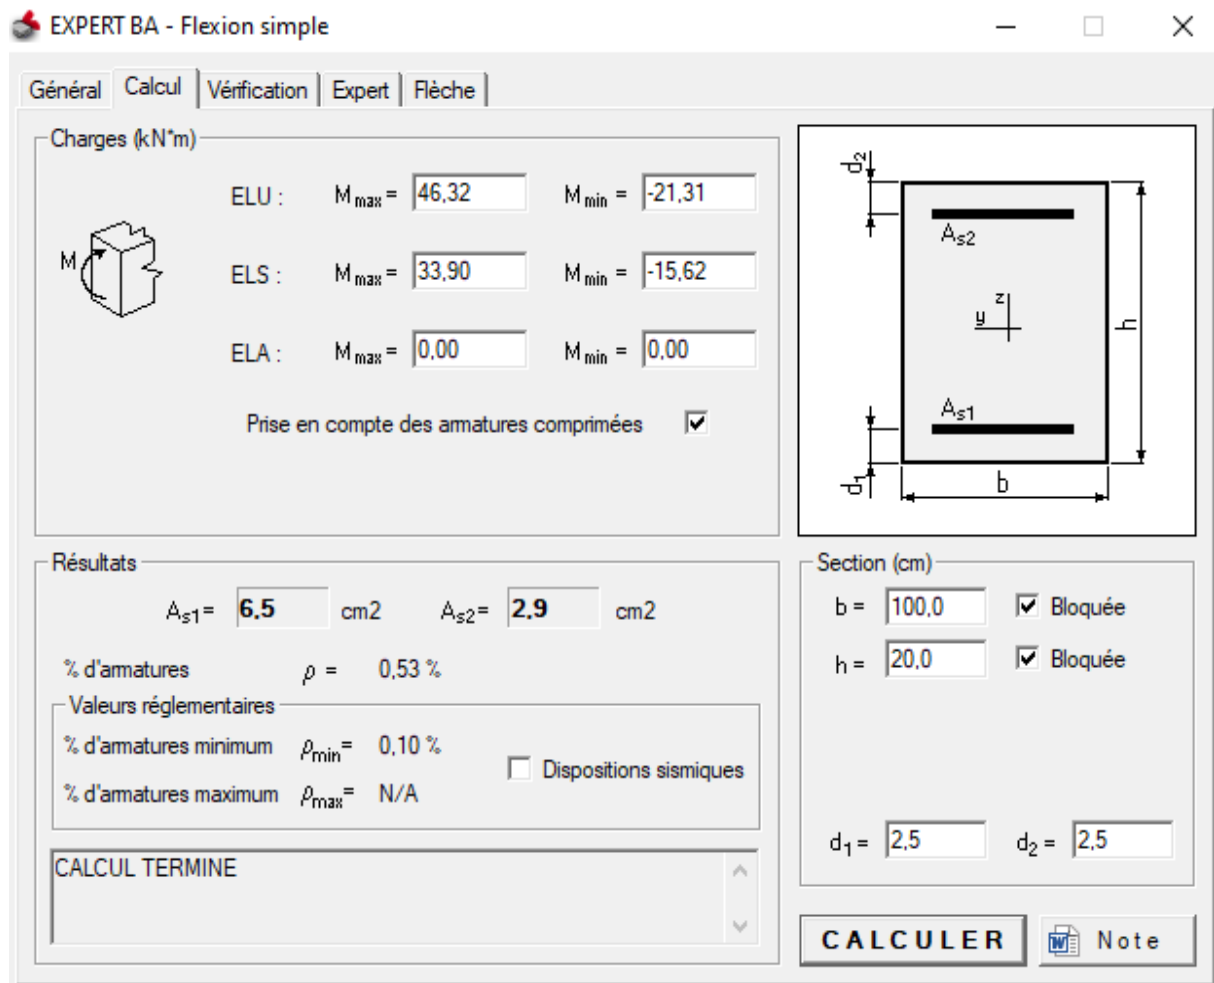 EXPERT BA - Flexion simple
Général Calcul Vérification Expert Flèche
Charges (kN*m)
ELU : M max = 46,32 M min = -21,31
ELS : M max = 33,90 M min = -15,62
ELA : M max = 0,00 M min = 0,00
Prise en compte des armatures comprimées
M
d2
As2
z
y
h
As1
d1
b
Résultats
As1= 6.5 cm2 As2= 2.9 cm2
% d'armatures ρ = 0,53 %
Valeurs réglementaires
% d'armatures minimum ρmin= 0,10 %
% d'armatures maximum ρmax= N/A
Dispositions sismiques
CALCUL TERMINE
Section (cm)
b = 100,0 Bloquée
h = 20,0 Bloquée
d1 = 2,5 d2 = 2,5
CALCULER
W Note